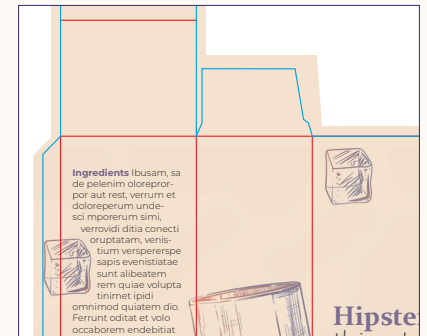 Ingredients Ibusam, sa
de pelenim olorepror-
por aut rest, verrum et
doloreperum unde-
sci mporerum simi,
verrovidi ditia conecti
oruptatam, venis-
tium verspererspe
sapis evenistiatae
sunt alibeatem
rem quiae volupta
tinimet ipidi
omnimod quiatem dio.
Ferrunt oditat et volo
occaborem endebitiat
Hipste